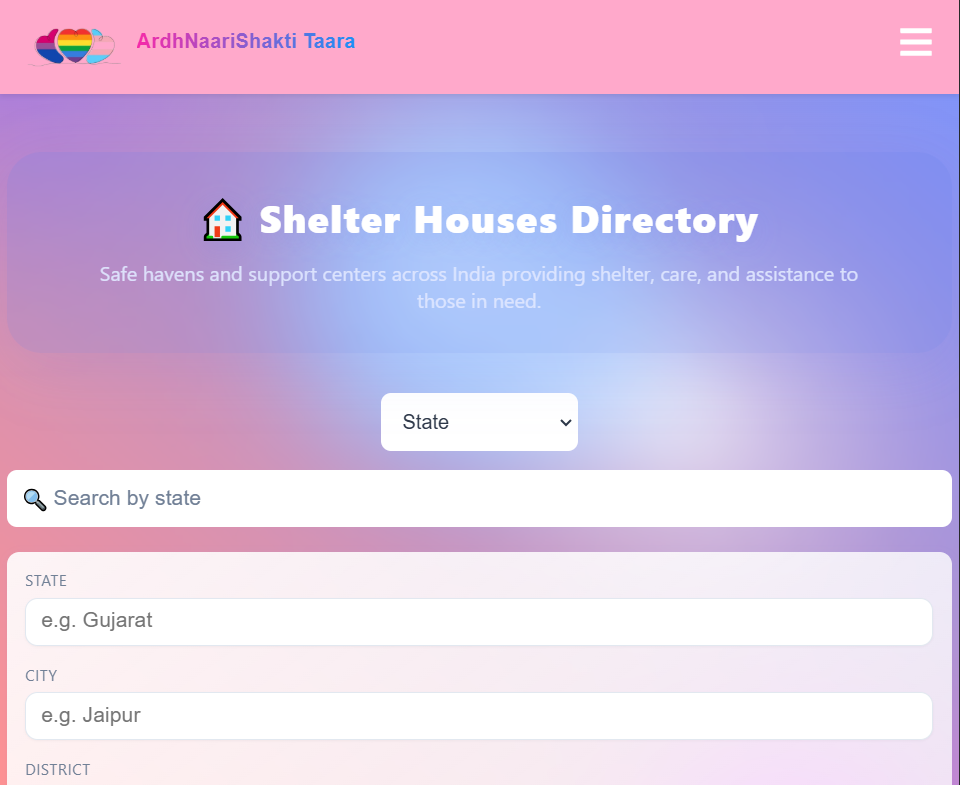 ArdhNaariShakti Taara
Shelter Houses Directory
Safe havens and support centers across India providing shelter, care, and assistance to
those in need.
State
Search by state
STATE
e.g. Gujarat
CITY
e.g. Jaipur
DISTRICT